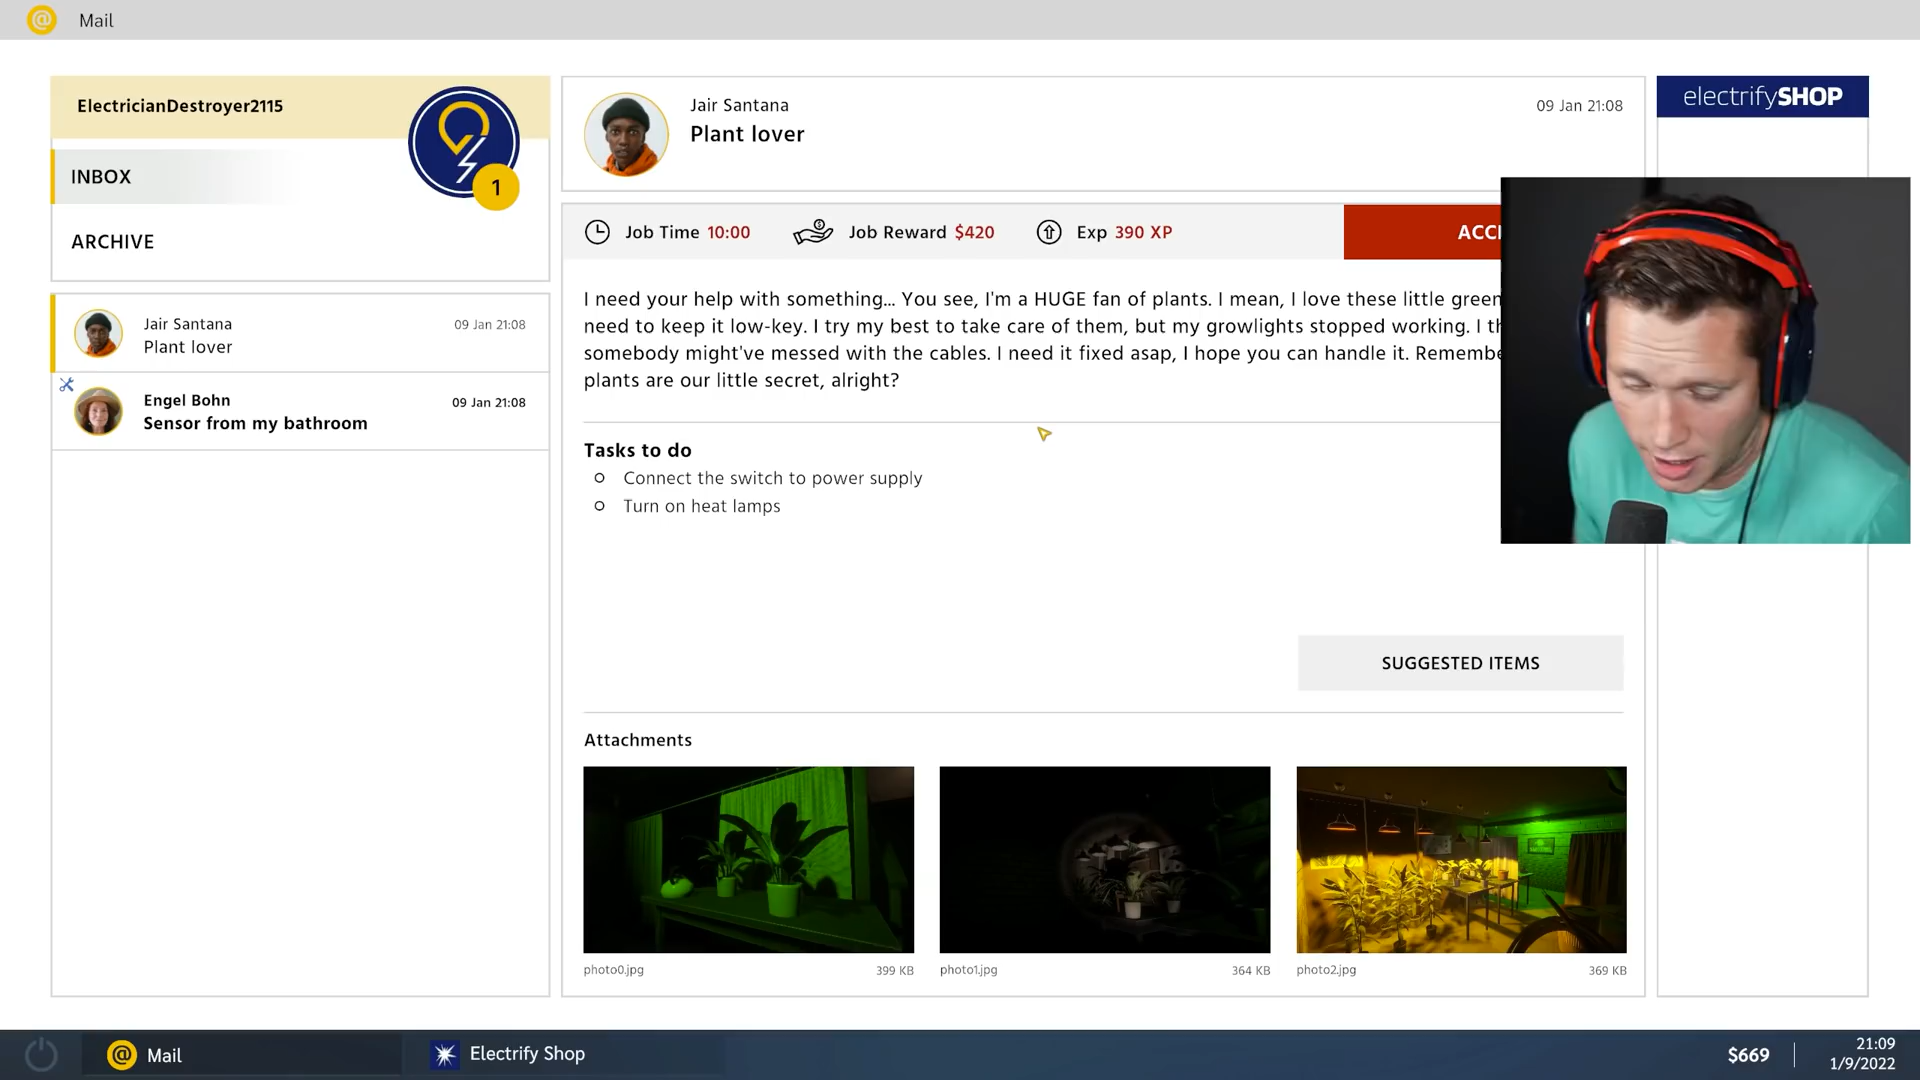 Mail
ElectricianDestroyer2115
1
INBOX
ARCHIVE
Jair Santana
09 Jan 21:08
Plant lover
Engel Bohn
09 Jan 21:08
Sensor from my bathroom
Jair Santana
09 Jan 21:08
Plant lover
Job Time 10:00
Job Reward $420
Exp 390 XP
I need your help with something... You see, I'm a HUGE fan of plants. I mean, I love these little green
need to keep it low-key. I try my best to take care of them, but my growlights stopped working. I
somebody might've messed with the cables. I need it fixed asap, I hope you can handle it.
plants are our little secret, alright?
Tasks to do
Connect the switch to power supply
Turn on heat lamps
SUGGESTED ITEMS
Attachments
photo0.jpg
399 KB
photo1.jpg
364 KB
photo2.jpg
369 KB
electrifySHOP
Mail
Electrify Shop
$669
21:09
1/9/2022